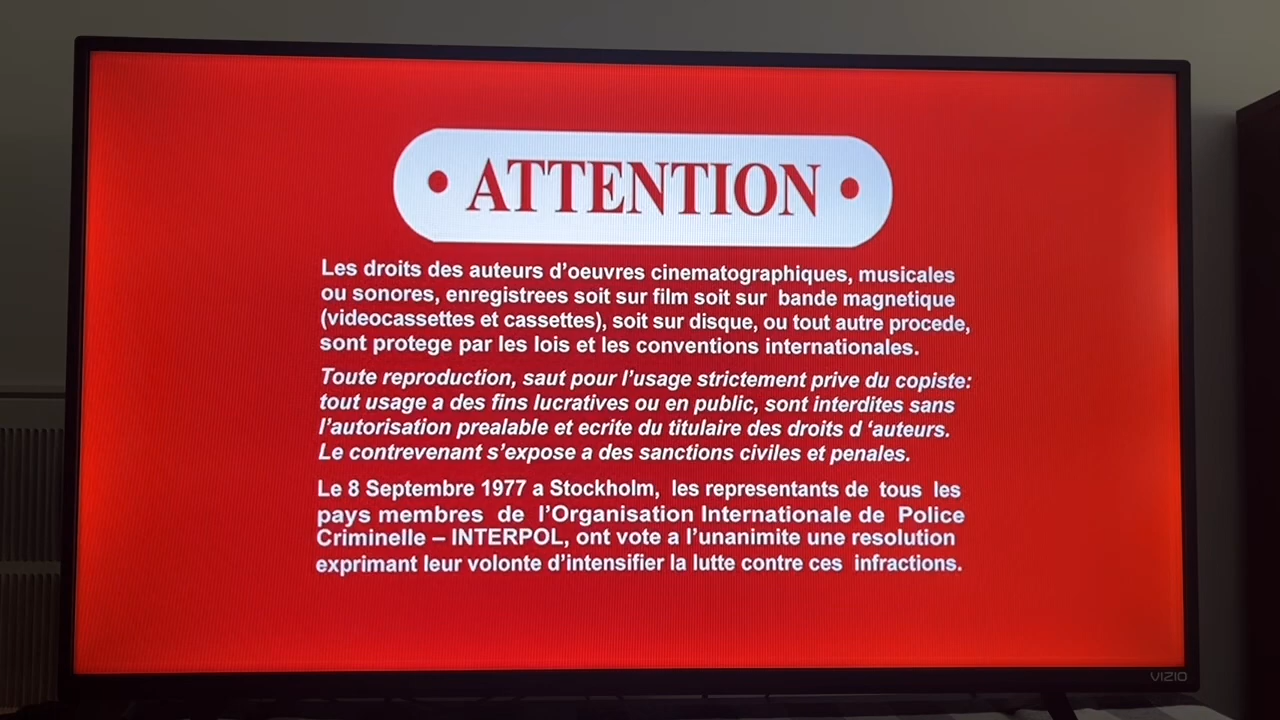 • ATTENTION •
Les droits des auteurs d’oeuvres cinematographiques, musicales
ou sonores, enregistrees soit sur film soit sur bande magnetique
(videocassettes et cassettes), soit sur disque, ou tout autre procede,
sont protege par les lois et les conventions internationales.
Toute reproduction, saut pour l’usage strictement prive du copiste:
tout usage a des fins lucratives ou en public, sont interdites sans
l’autorisation prealable et ecrite du titulaire des droits d ‘auteurs.
Le contrevenant s’expose a des sanctions civiles et penales.
Le 8 Septembre 1977 a Stockholm, les representants de tous les
pays membres de l’Organisation Internationale de Police
Criminelle – INTERPOL, ont vote a l’unanimite une resolution
exprimant leur volonte d’intensifier la lutte contre ces infractions.
VIZIO